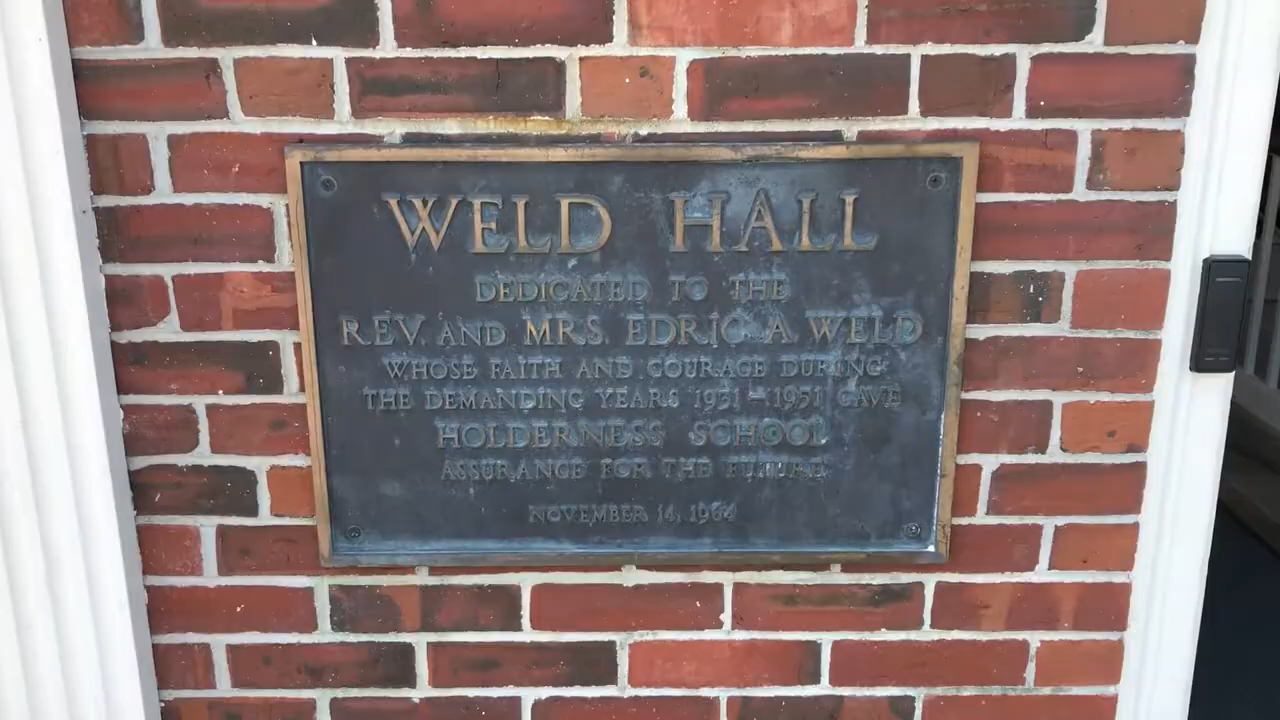 WELD HALL
DEDICATED TO THE
REV. AND MRS. EDRIC A. WELD
WHOSE FAITH AND COURAGE DURING
THE DEMANDING YEARS 1931-1951 GAVE
HOLDERNESS SCHOOL
ASSURANCE FOR THE FUTURE
NOVEMBER 14, 1964